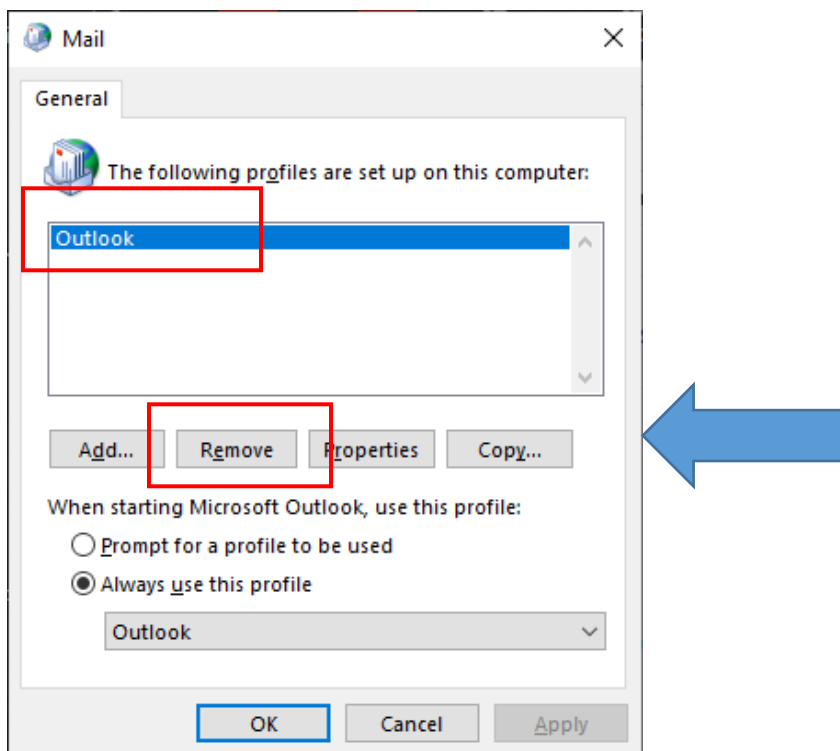 Mail
General
The following profiles are set up on this computer:
Outlook
Add... Remove Properties Copy...
When starting Microsoft Outlook, use this profile:
Prompt for a profile to be used
Always use this profile
Outlook
OK Cancel Apply